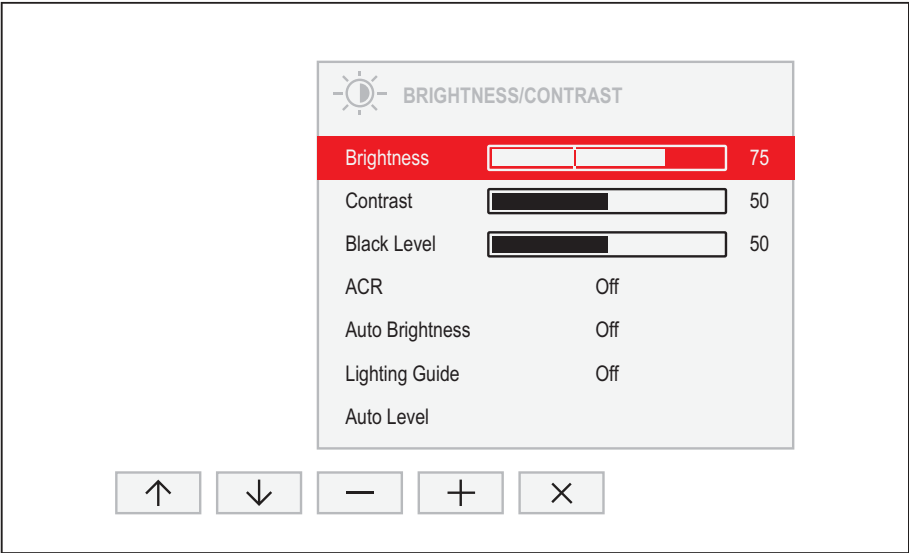 BRIGHTNESS/CONTRAST
Brightness 75
Contrast 50
Black Level 50
ACR Off
Auto Brightness Off
Lighting Guide Off
Auto Level